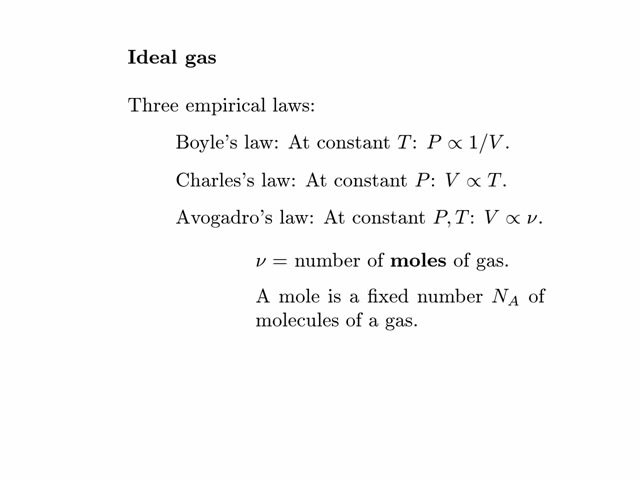 Ideal gas
Three empirical laws:
Boyle's law: At constant T: P ∝ 1/V.
Charles's law: At constant P: V ∝ T.
Avogadro's law: At constant P, T: V ∝ ν.
ν = number of moles of gas.
A mole is a fixed number N_A of
molecules of a gas.